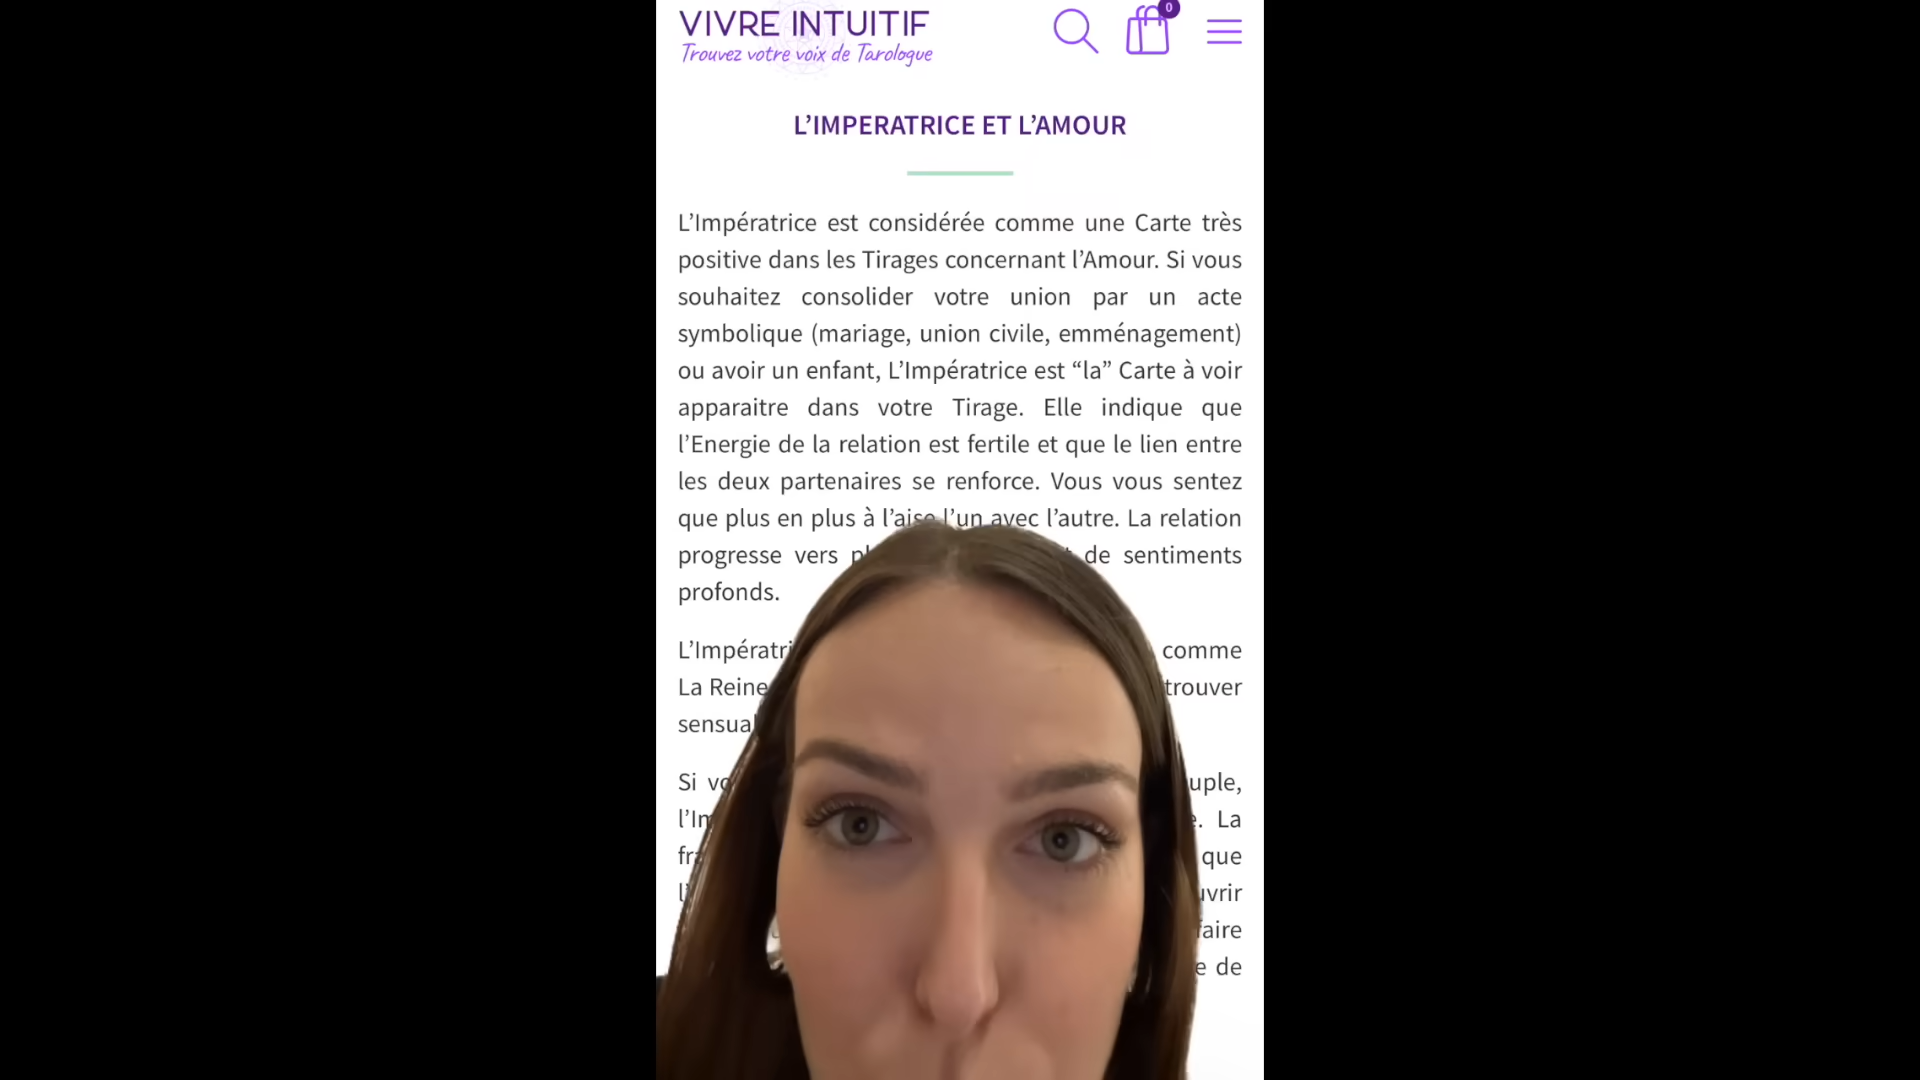 VIVRE INTUITIF
Trouvez votre voix de Tarologue
0
L’IMPERATRICE ET L’AMOUR
L’Impératrice est considérée comme une Carte très
positive dans les Tirages concernant l’Amour. Si vous
souhaitez consolider votre union par un acte
symbolique (mariage, union civile, emménagement)
ou avoir un enfant, L’Impératrice est “la” Carte à voir
apparaitre dans votre Tirage. Elle indique que
l’Energie de la relation est fertile et que le lien entre
les deux partenaires se renforce. Vous vous sentez
que plus en plus à l’aise l’un avec l’autre. La relation
progresse vers de sentiments
profonds.
comme
La Reine trouver
Si
La
que
faire
de